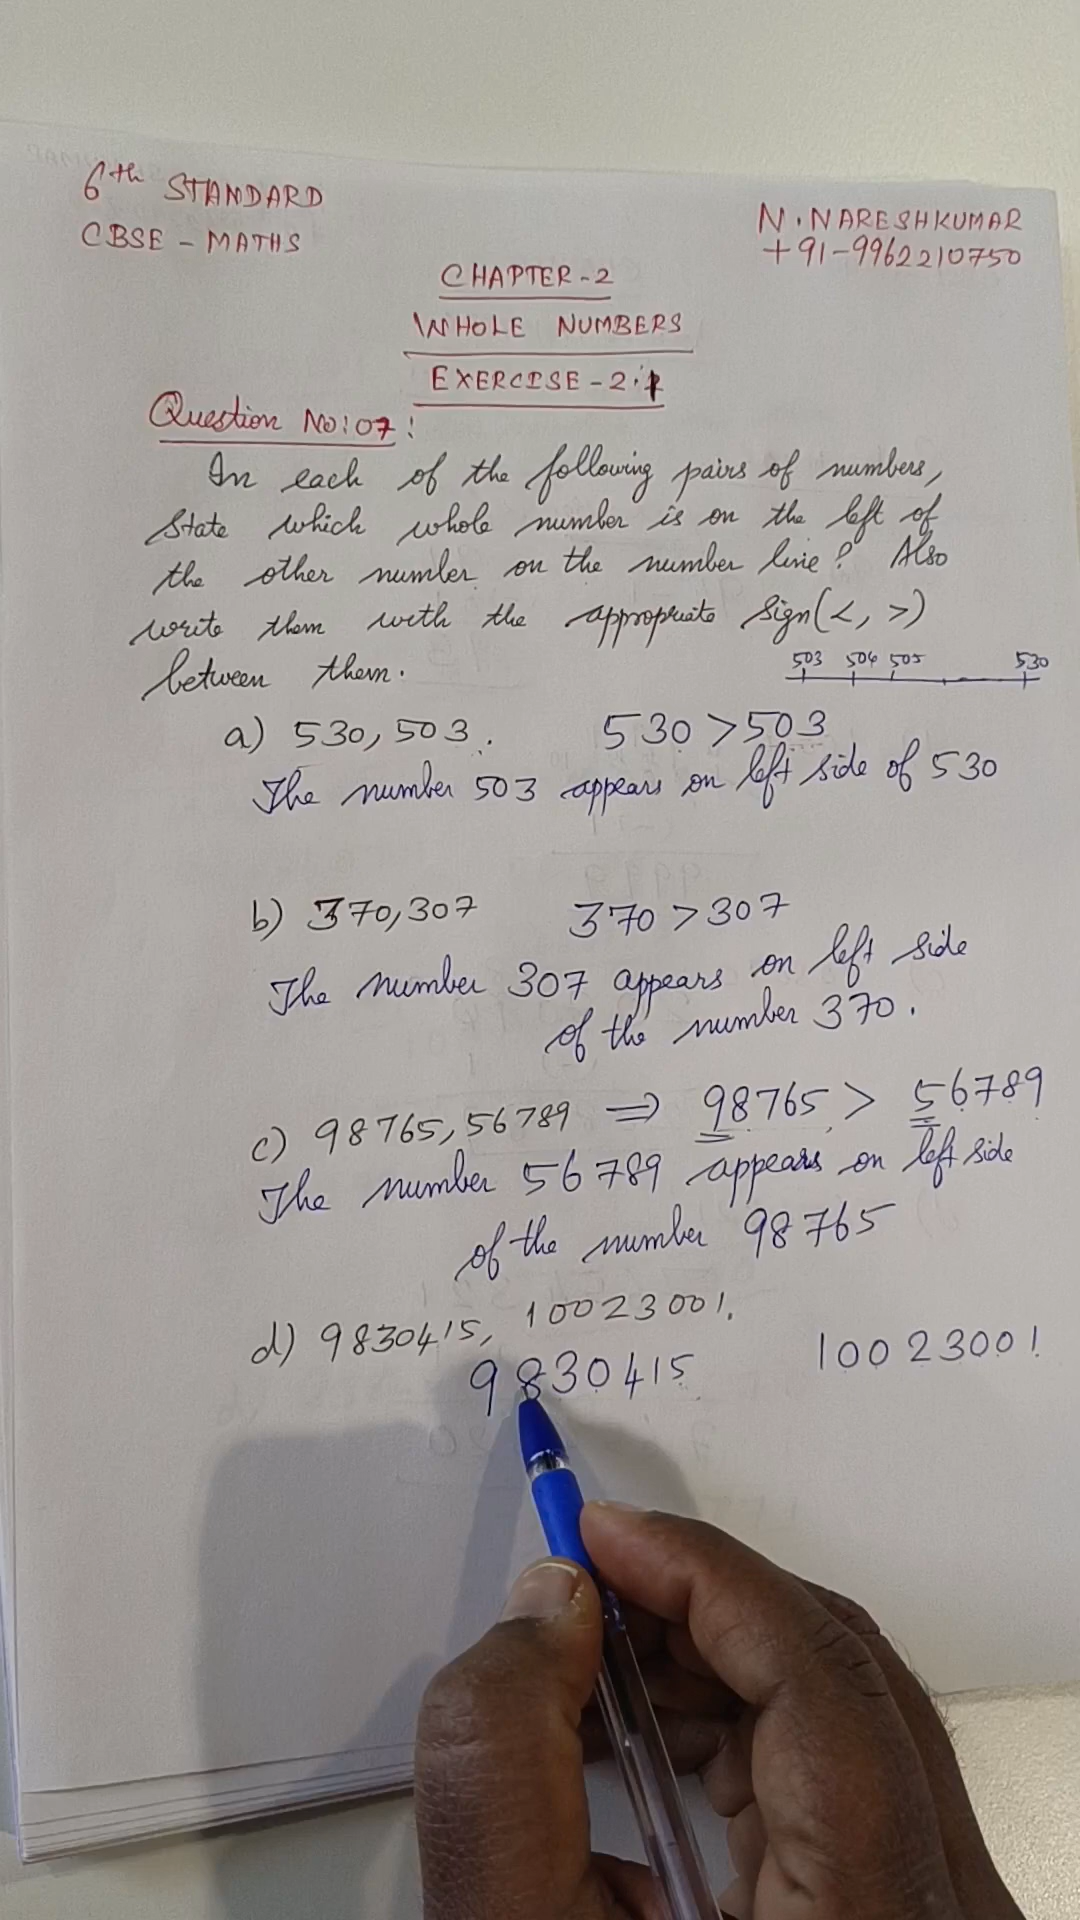 6th STANDARD
CBSE - MATHS
N. NARESHKUMAR
+91-9962210750
CHAPTER-2
WHOLE NUMBERS
EXERCISE-2.1
Question No:07:
In each of the following pairs of numbers,
State which whole number is on the left of
the other number on the number line? Also
write them with the appropriate sign(<, >)
between them.
503 504 505 530
a) 530, 503. 530 > 503
The number 503 appears on left side of 530
b) 370, 307 370 > 307
The number 307 appears on left side
of the number 370.
c) 98765, 56789 ⇒ 98765 > 56789
The number 56789 appears on left side
of the number 98765
d) 9830415, 10023001.
9830415 10023001